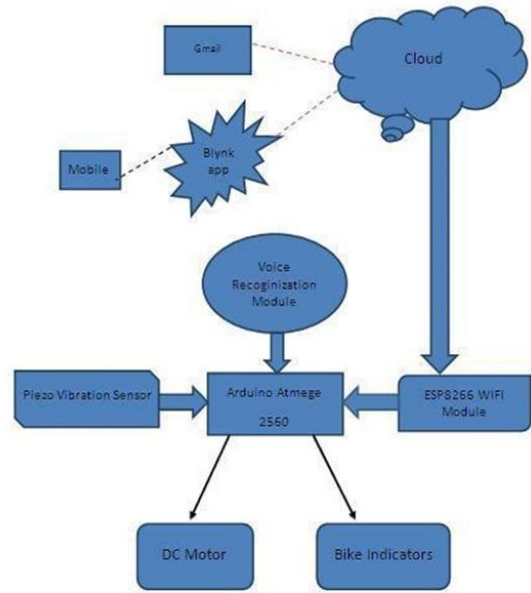 Gmail
Cloud
Blynk
app
Mobile
Voice
Recoginization
Module
Piezo Vibration Sensor
Arduino Atmege
2560
ESP8266 WIFI
Module
DC Motor
Bike Indicators